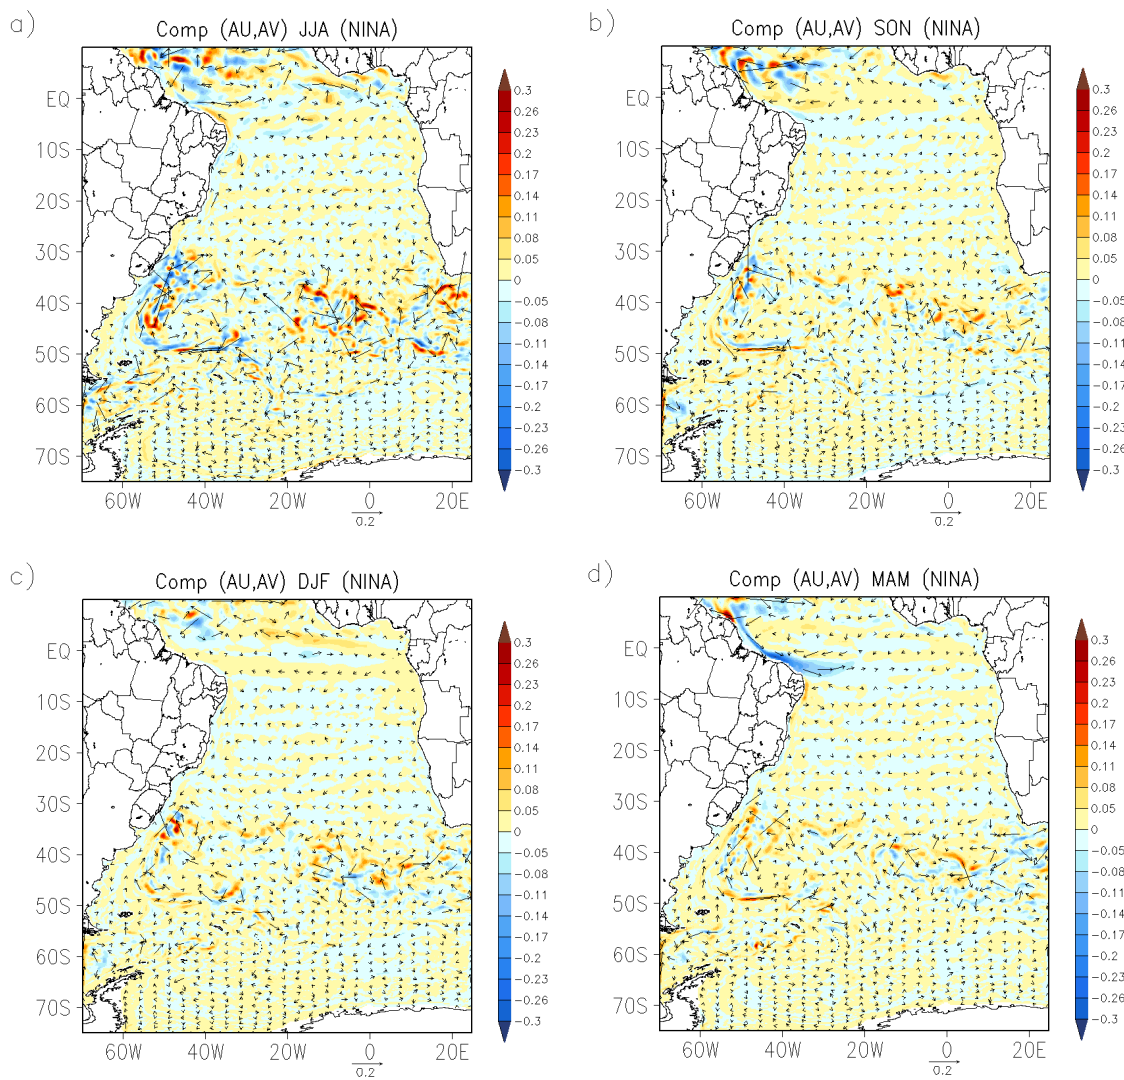 a)
Comp (AU,AV) JJA (NINA)
EQ
10S
20S
30S
40S
50S
60S
70S
60W 40W 20W 0 20E
0.2
0.3
0.26
0.23
0.2
0.17
0.14
0.11
0.08
0.05
0
-0.05
-0.08
-0.11
-0.14
-0.17
-0.2
-0.23
-0.26
-0.3
b)
Comp (AU,AV) SON (NINA)
EQ
10S
20S
30S
40S
50S
60S
70S
60W 40W 20W 0 20E
0.2
0.3
0.26
0.23
0.2
0.17
0.14
0.11
0.08
0.05
0
-0.05
-0.08
-0.11
-0.14
-0.17
-0.2
-0.23
-0.26
-0.3
c)
Comp (AU,AV) DJF (NINA)
EQ
10S
20S
30S
40S
50S
60S
70S
60W 40W 20W 0 20E
0.2
0.3
0.26
0.23
0.2
0.17
0.14
0.11
0.08
0.05
0
-0.05
-0.08
-0.11
-0.14
-0.17
-0.2
-0.23
-0.26
-0.3
d)
Comp (AU,AV) MAM (NINA)
EQ
10S
20S
30S
40S
50S
60S
70S
60W 40W 20W 0 20E
0.2
0.3
0.26
0.23
0.2
0.17
0.14
0.11
0.08
0.05
0
-0.05
-0.08
-0.11
-0.14
-0.17
-0.2
-0.23
-0.26
-0.3